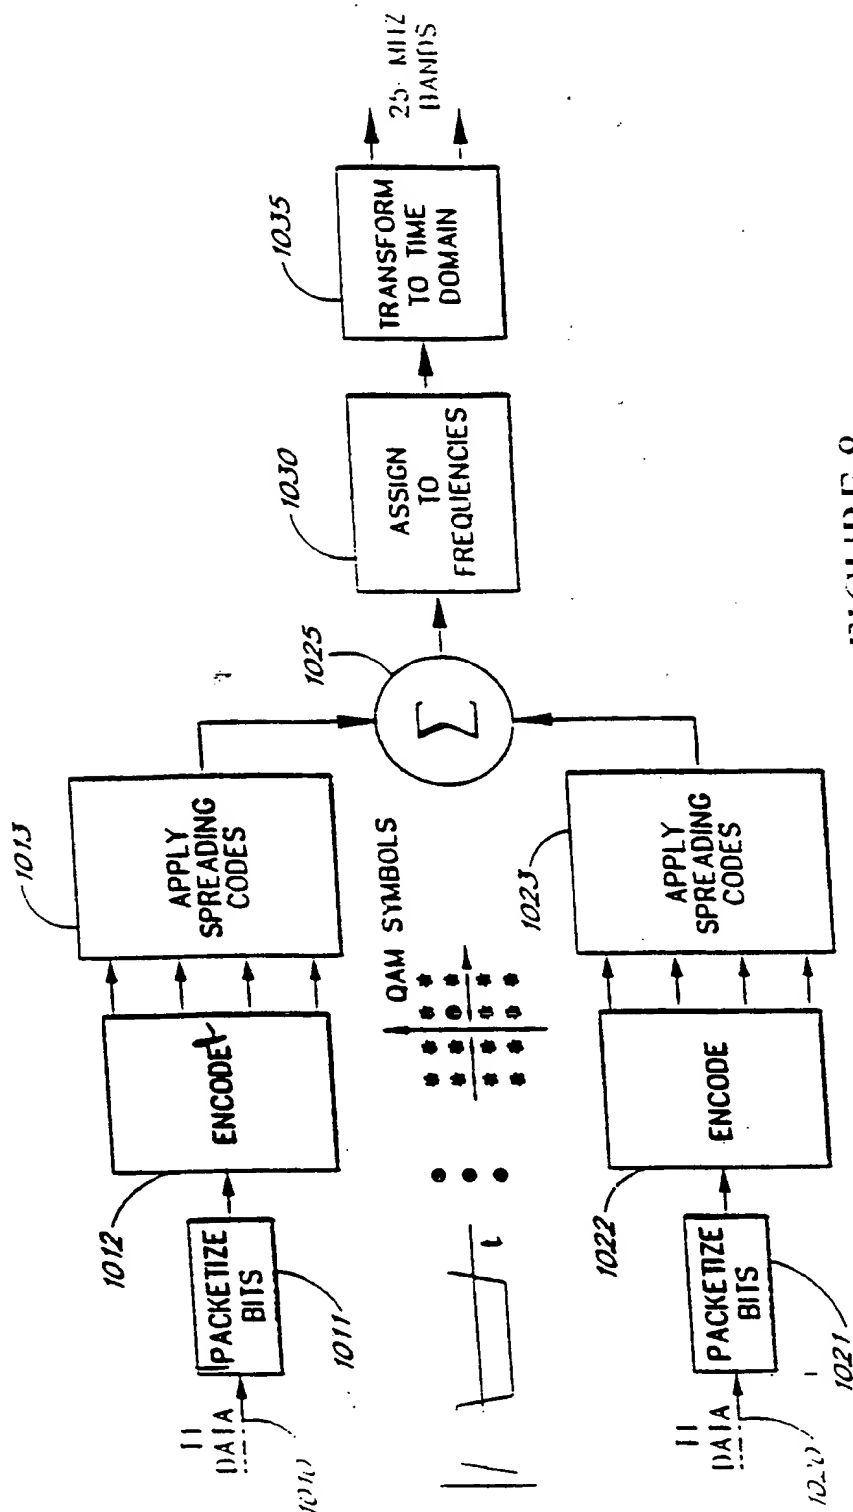 1010
1011
PACKETIZE
BITS
1012
ENCODE
1013
APPLY
SPREADING
CODES
QAM SYMBOLS
t
DATA
1021
PACKETIZE
BITS
1022
ENCODE
1023
APPLY
SPREADING
CODES
1025
Σ
1030
ASSIGN
TO
FREQUENCIES
1035
TRANSFORM
TO TIME
DOMAIN
25 MHZ
BANDS